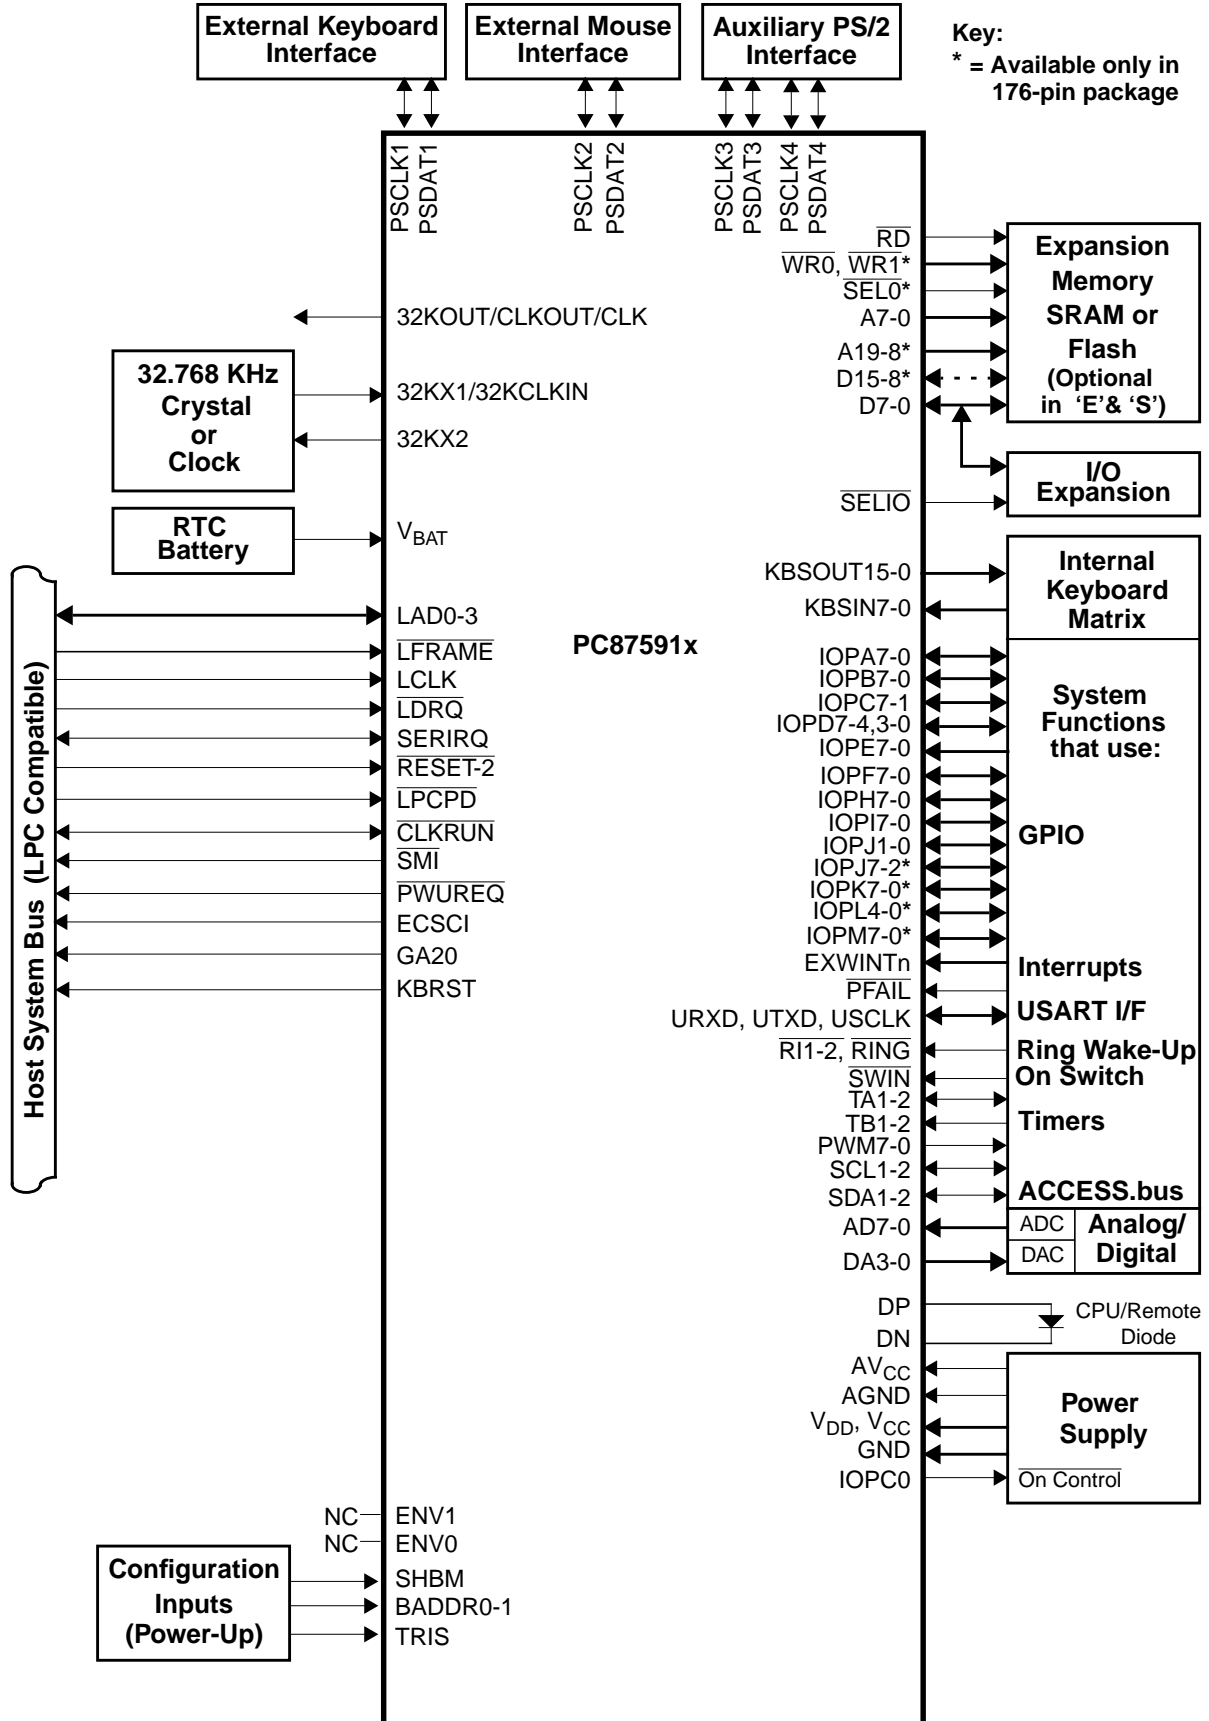 External Keyboard
Interface
External Mouse
Interface
Auxiliary PS/2
Interface
Key:
* = Available only in
176-pin package
PSCLK1
PSDAT1
PSCLK2
PSDAT2
PSCLK3
PSDAT3
PSCLK4
PSDAT4
RD
WR0, WR1*
SEL0*
A7-0
A19-8*
D15-8*
D7-0
Expansion
Memory
SRAM or
Flash
(Optional
in ‘E’& ‘S’)
32KOUT/CLKOUT/CLK
32.768 KHz
Crystal
or
Clock
32KX1/32KCLKIN
32KX2
SELIO
I/O
Expansion
RTC
Battery
VBAT
KBSOUT15-0
KBSIN7-0
Internal
Keyboard
Matrix
Host System Bus (LPC Compatible)
LAD0-3
LFRAME
LCLK
LDRQ
SERIRQ
RESET-2
LPCPD
CLKRUN
SMI
PWUREQ
ECSCI
GA20
KBRST
PC87591x
IOPA7-0
IOPB7-0
IOPC7-1
IOPD7-4,3-0
IOPE7-0
IOPF7-0
IOPH7-0
IOPI7-0
IOPJ1-0
IOPJ7-2*
IOPK7-0*
IOPL4-0*
IOPM7-0*
EXWINTn
PFAIL
URXD, UTXD, USCLK
RI1-2, RING
SWIN
TA1-2
TB1-2
PWM7-0
SCL1-2
SDA1-2
AD7-0
DA3-0
System
Functions
that use:
GPIO
Interrupts
USART I/F
Ring Wake-Up
On Switch
Timers
ACCESS.bus
ADC
DAC
Analog/
Digital
DP
DN
CPU/Remote
Diode
AVCC
AGND
VDD, VCC
GND
IOPC0
Power
Supply
On Control
NC
ENV1
NC
ENV0
Configuration
Inputs
(Power-Up)
SHBM
BADDR0-1
TRIS